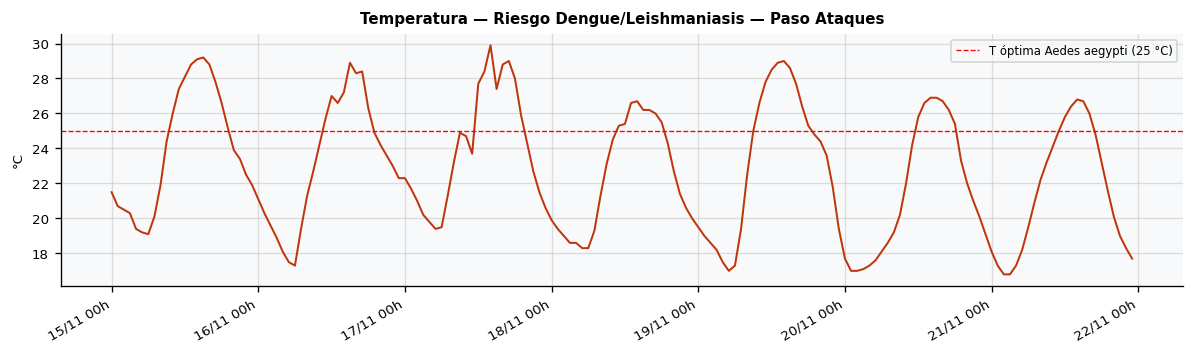 Temperatura — Riesgo Dengue/Leishmaniasis — Paso Ataques
T óptima Aedes aegypti (25 °C)
°C
30
28
26
24
22
20
18
15/11 00h
16/11 00h
17/11 00h
18/11 00h
19/11 00h
20/11 00h
21/11 00h
22/11 00h